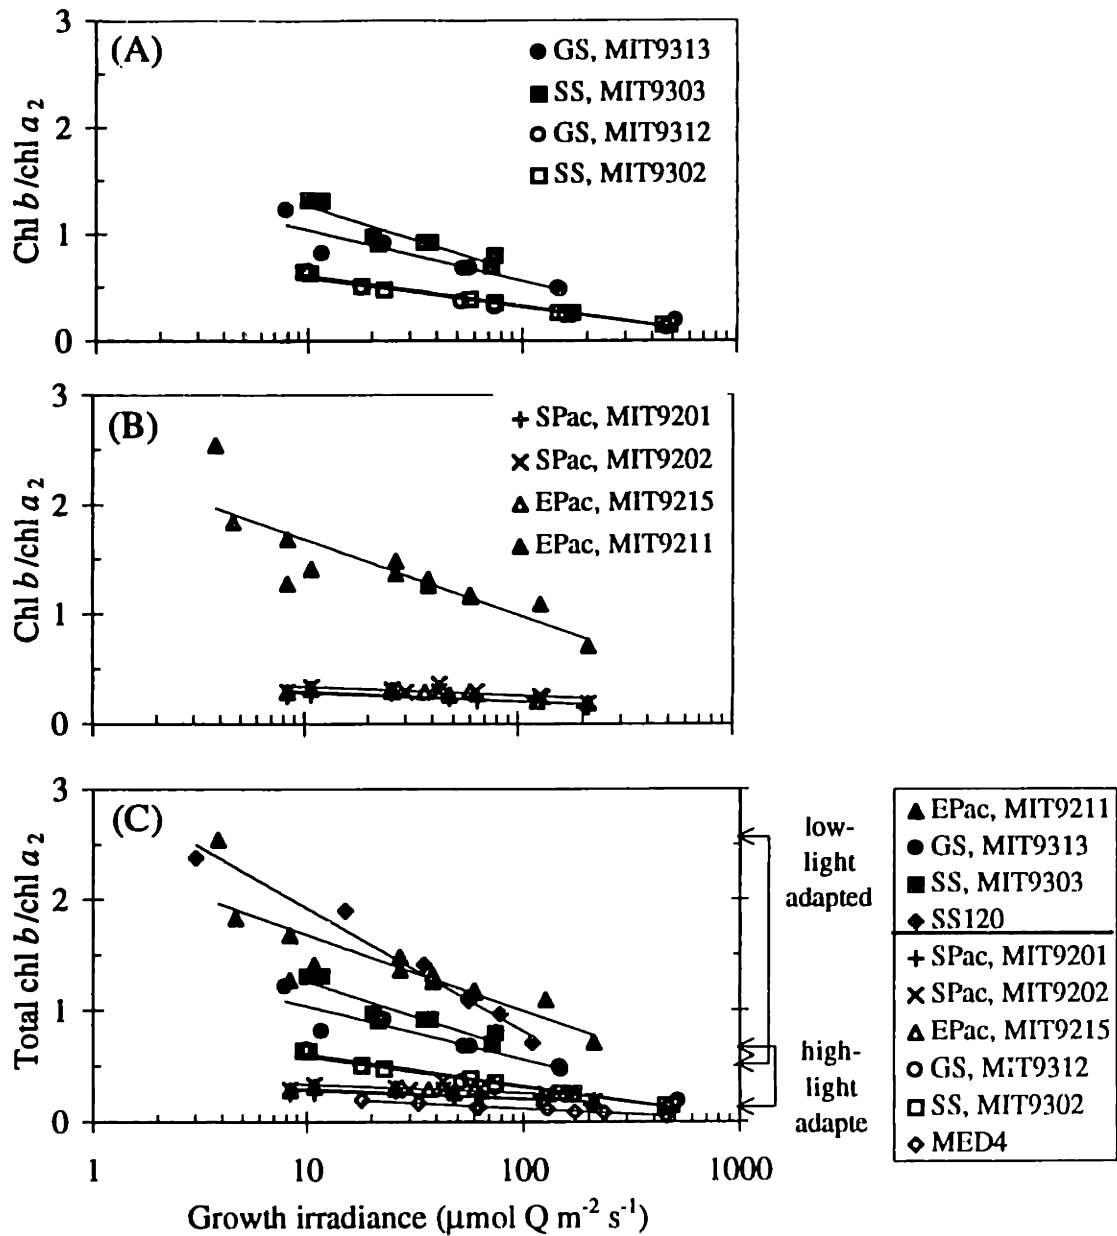 3
(A)
GS, MIT9313
SS, MIT9303
GS, MIT9312
SS, MIT9302
2
1
0
Chl b/chl a2
3
(B)
SPac, MIT9201
SPac, MIT9202
EPac, MIT9215
EPac, MIT9211
2
1
0
Chl b/chl a2
3
(C)
2
1
0
Total chl b/chl a2
1
10
100
1000
Growth irradiance (μmol Q m-2 s-1)
low-
light
adapted
high-
light
adapte
EPac, MIT9211
GS, MIT9313
SS, MIT9303
SS120
SPac, MIT9201
SPac, MIT9202
EPac, MIT9215
GS, MIT9312
SS, MIT9302
MED4